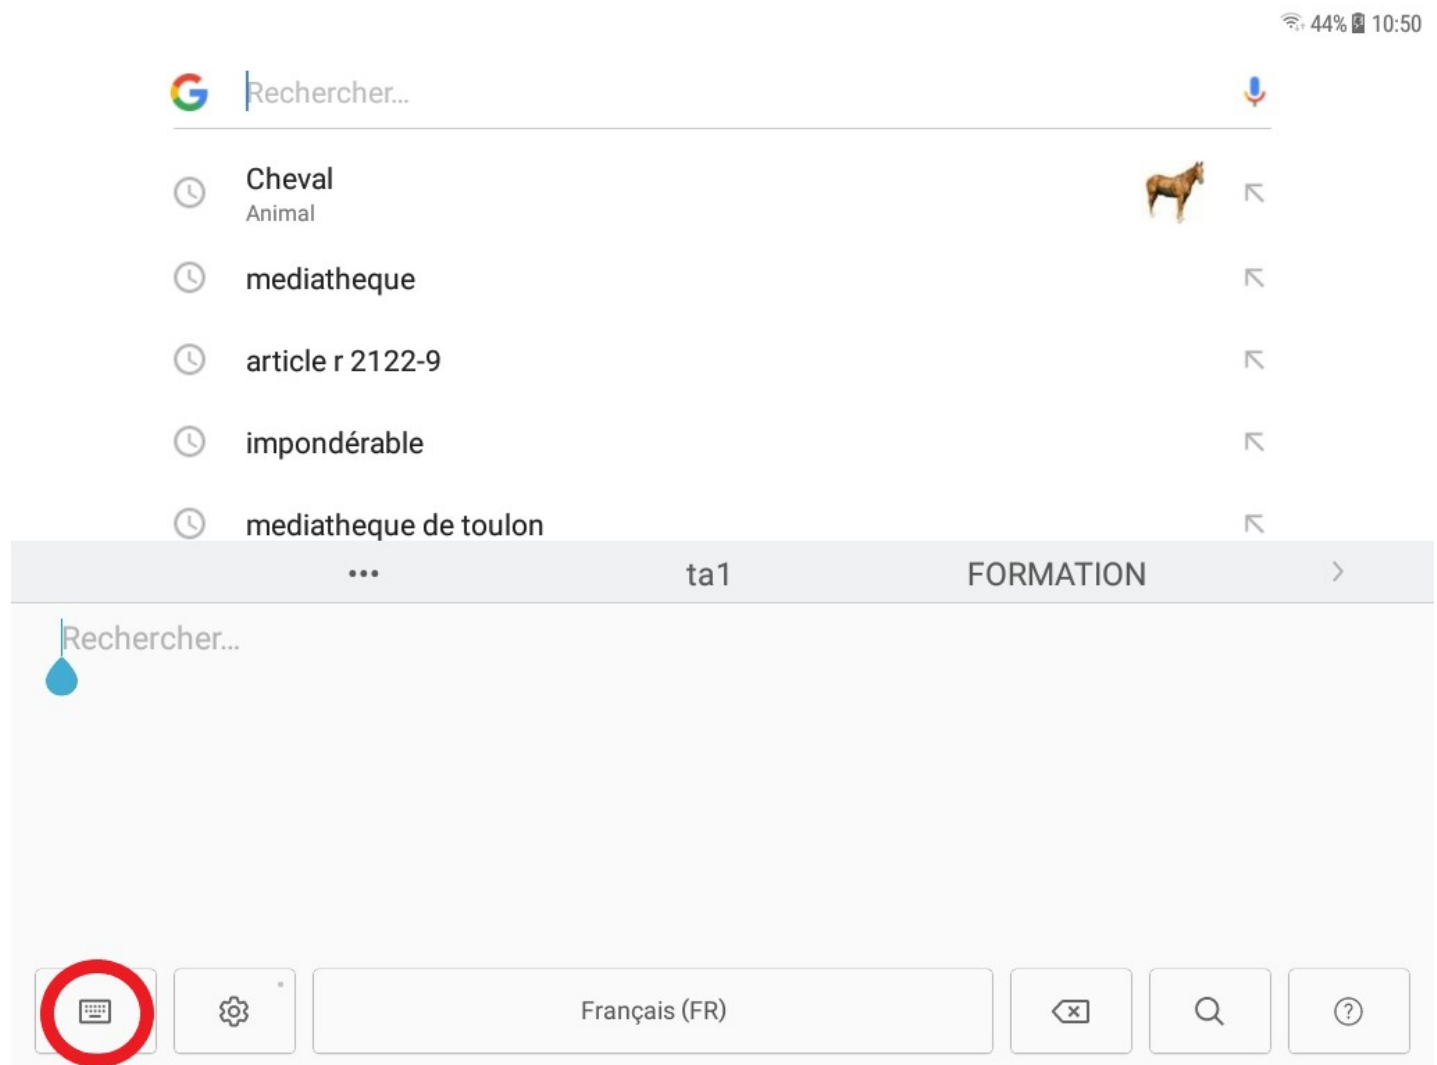 44% 10:50
Rechercher...
Cheval
Animal
mediatheque
article r 2122-9
impondérable
mediatheque de toulon
... ta1 FORMATION
Rechercher...
Français (FR)